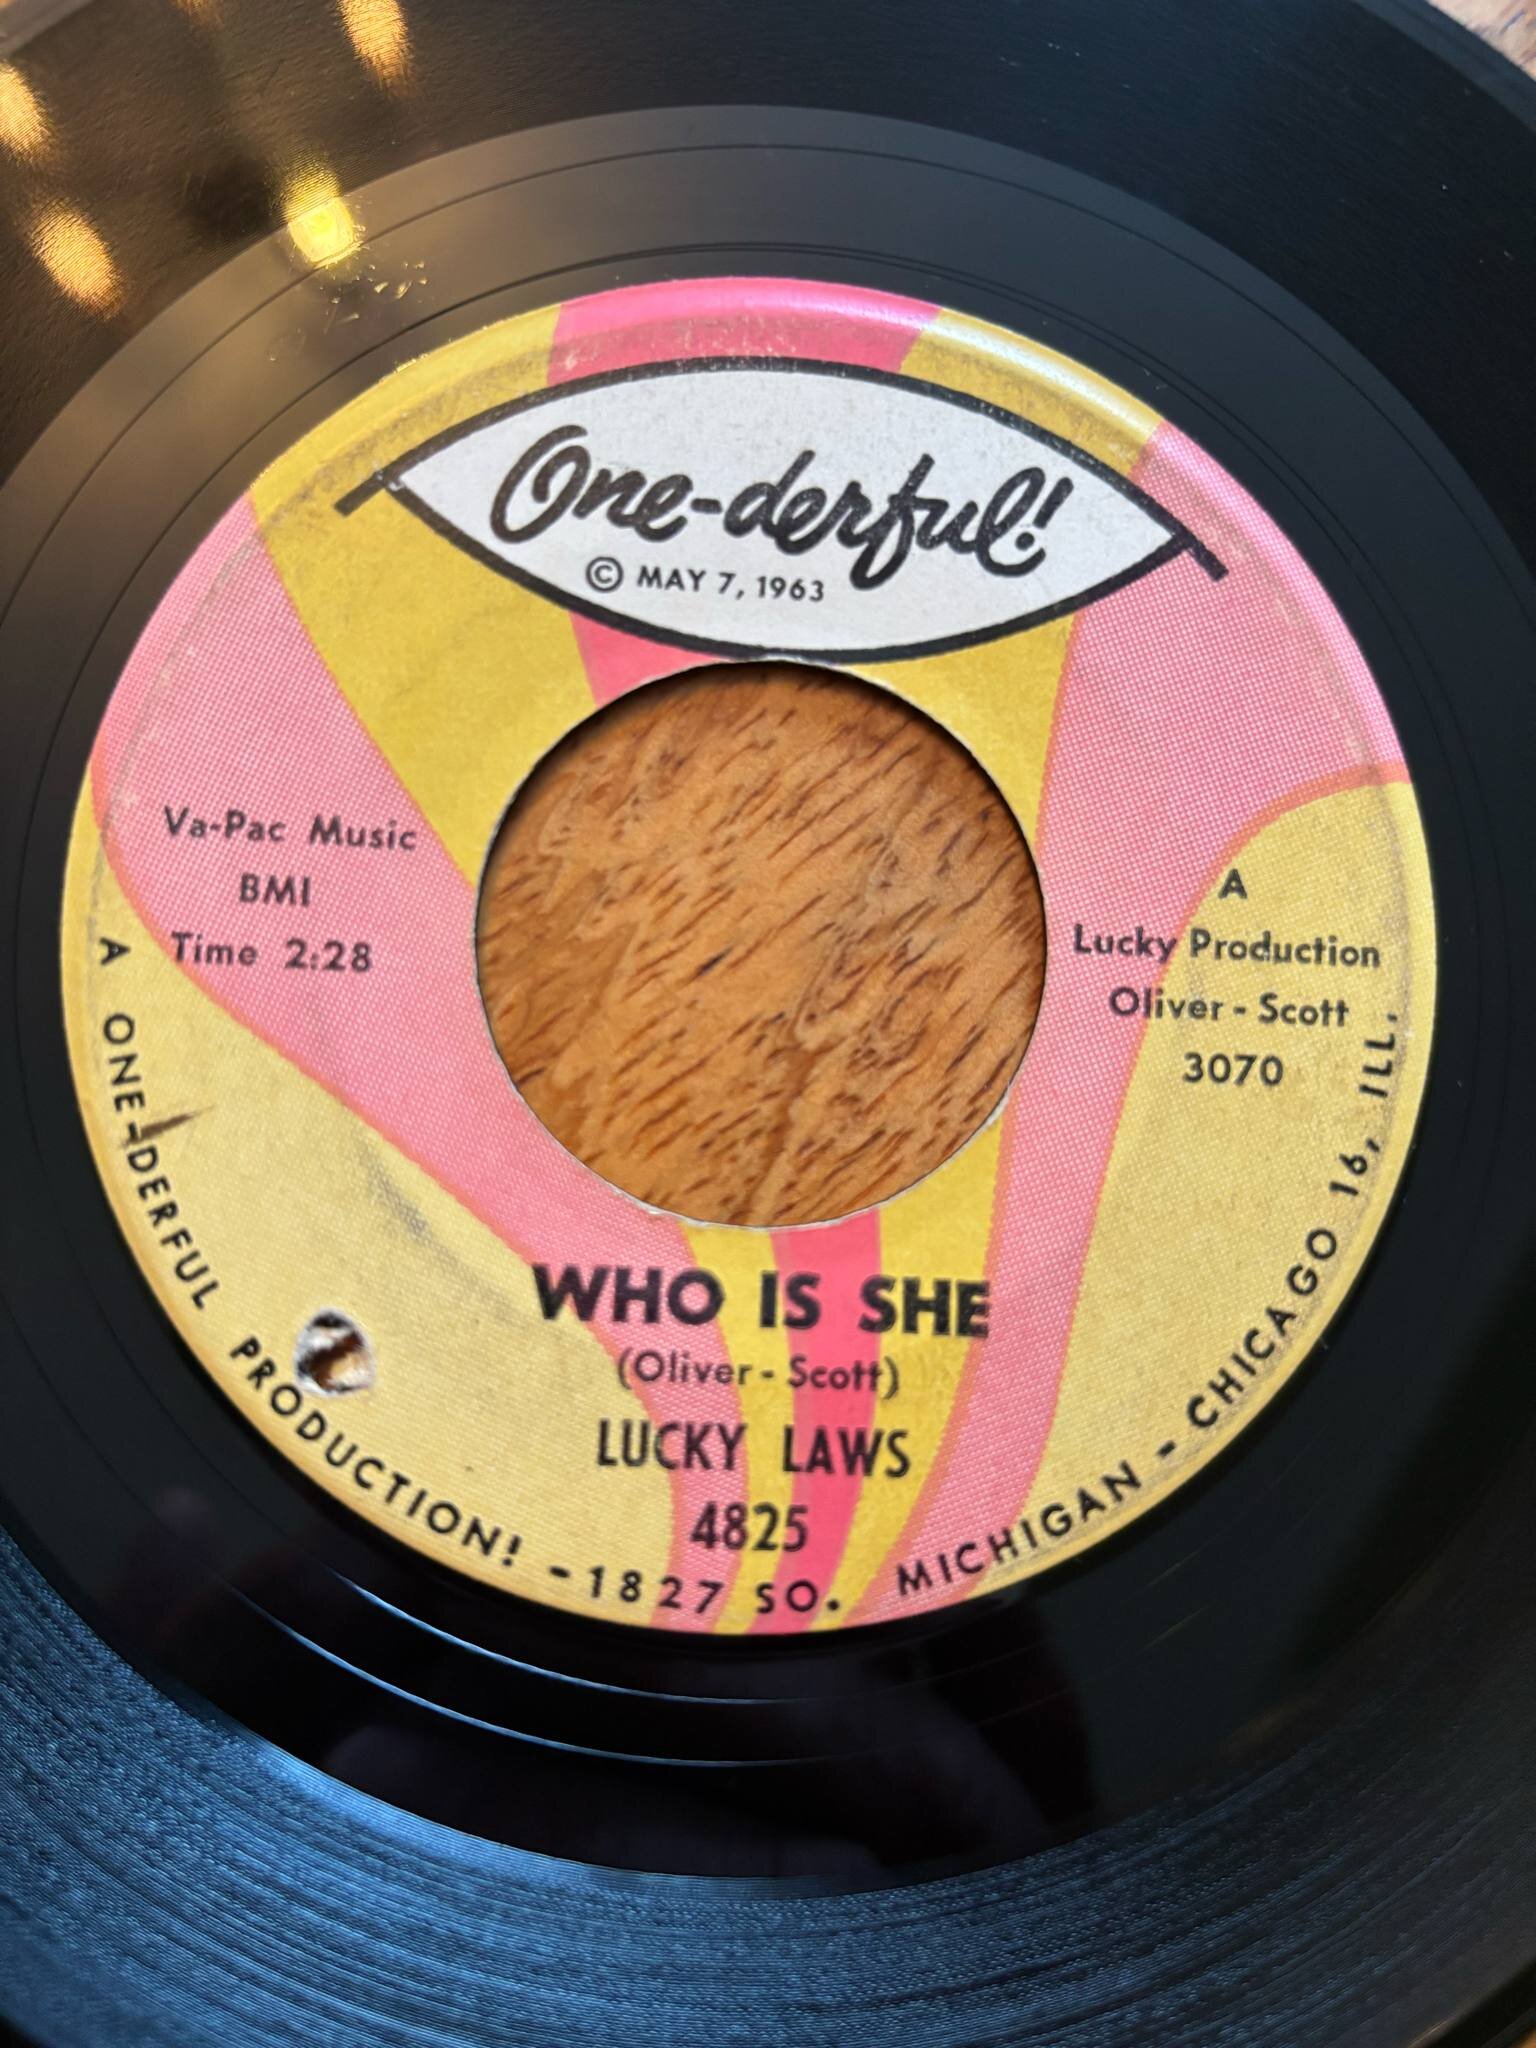 One-derful!
© MAY 7, 1963
Va-Pac Music
BMI
Time 2:28
A
Lucky Production
Oliver - Scott
3070
WHO IS SHE
(Oliver - Scott)
LUCKY LAWS
4825
A ONE-DERFUL PRODUCTION! - 1827 SO. MICHIGAN - CHICAGO 16, ILL.